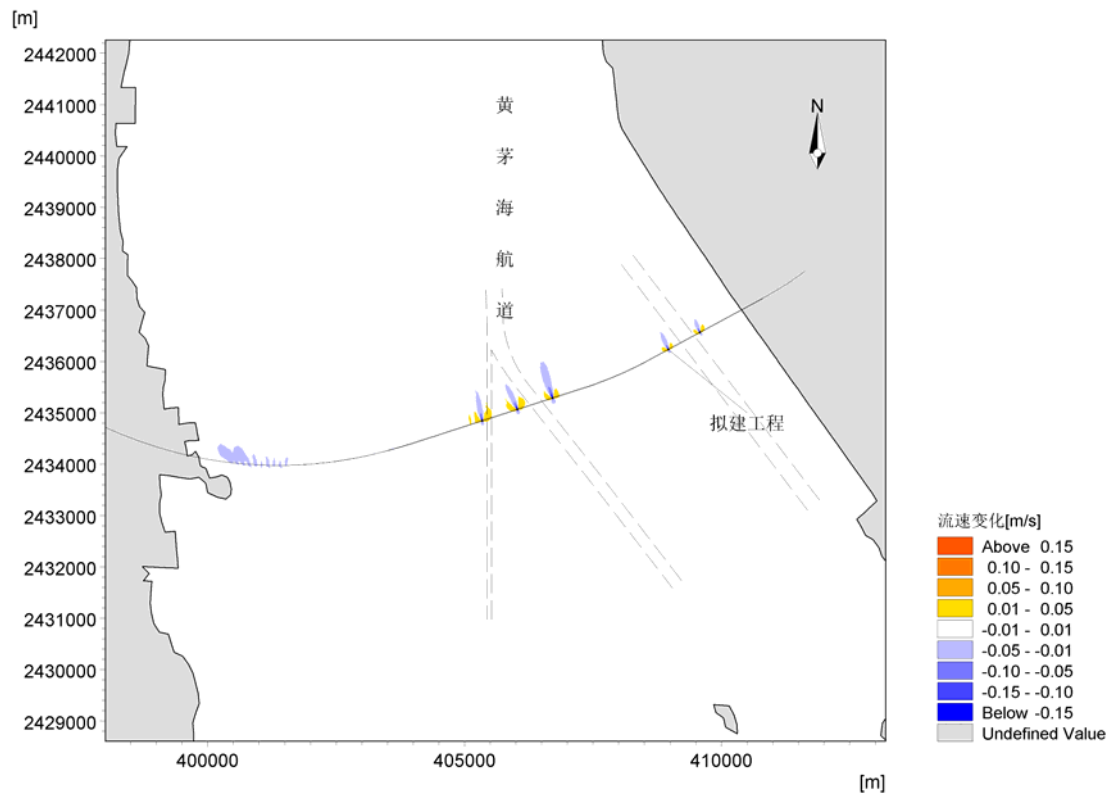 [m]
2442000
2441000
2440000
2439000
2438000
2437000
2436000
2435000
2434000
2433000
2432000
2431000
2430000
2429000
400000
405000
410000
[m]
黄
茅
海
航
道
N
拟建工程
流速变化[m/s]
Above 0.15
0.10 - 0.15
0.05 - 0.10
0.01 - 0.05
-0.01 - 0.01
-0.05 - -0.01
-0.10 - -0.05
-0.15 - -0.10
Below -0.15
Undefined Value